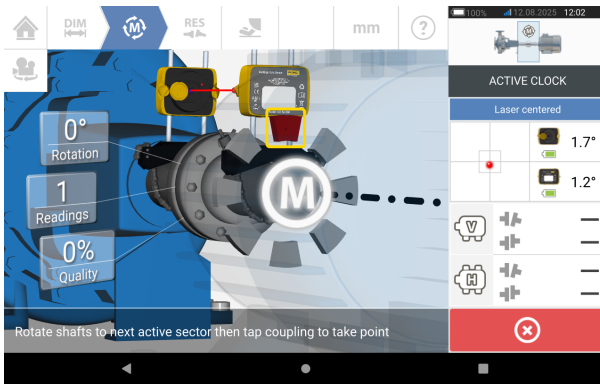 DIM
M
RES
mm
?
100%
12.08.2025 12:02
M
ACTIVE CLOCK
Laser centered
1.7°
1.2°
0°
Rotation
1
Readings
0%
Quality
M
V
H
Rotate shafts to next active sector then tap coupling to take point